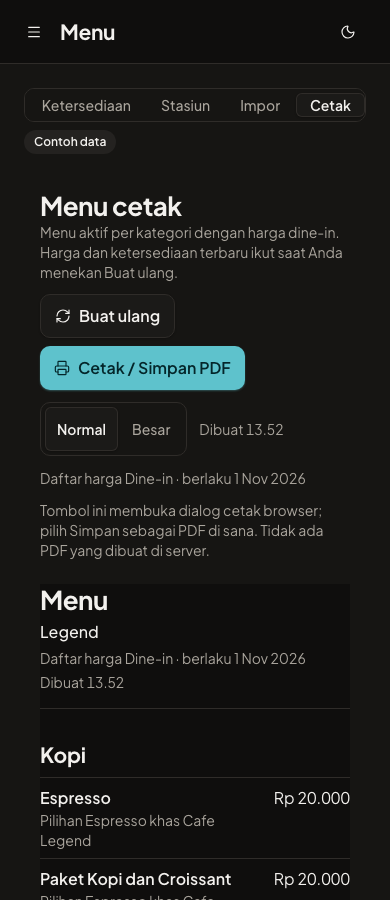 Menu
Ketersediaan Stasiun Impor Cetak
Contoh data
Menu cetak
Menu aktif per kategori dengan harga dine-in.
Harga dan ketersediaan terbaru ikut saat Anda
menekan Buat ulang.
Buat ulang
Cetak / Simpan PDF
Normal Besar Dibuat 13.52
Daftar harga Dine-in · berlaku 1 Nov 2026
Tombol ini membuka dialog cetak browser;
pilih Simpan sebagai PDF di sana. Tidak ada
PDF yang dibuat di server.
Menu
Legend
Daftar harga Dine-in · berlaku 1 Nov 2026
Dibuat 13.52
Kopi
Espresso Rp 20.000
Pilihan Espresso khas Cafe
Legend
Paket Kopi dan Croissant Rp 20.000
Pilihan Espresso khas Cafe